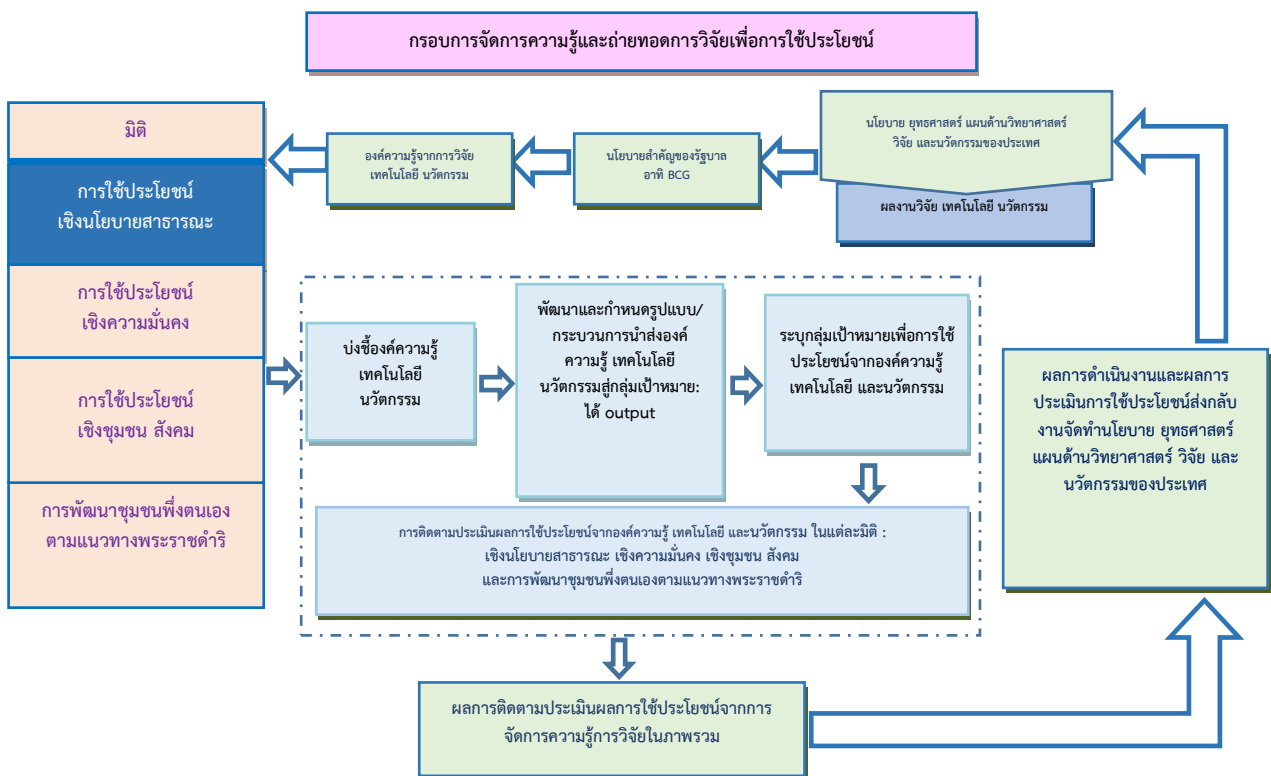 กรอบการจัดการความรู้และถ่ายทอดการวิจัยเพื่อการใช้ประโยชน์
มิติ
การใช้ประโยชน์
เชิงนโยบายสาธารณะ
การใช้ประโยชน์
เชิงความมั่นคง
การใช้ประโยชน์
เชิงชุมชน สังคม
การพัฒนาชุมชนพึ่งตนเอง
ตามแนวทางพระราชดำริ
องค์ความรู้จากการวิจัย
เทคโนโลยี นวัตกรรม
นโยบายสำคัญของรัฐบาล
อาทิ BCG
นโยบาย ยุทธศาสตร์ แผนด้านวิทยาศาสตร์
วิจัย และนวัตกรรมของประเทศ
ผลงานวิจัย เทคโนโลยี นวัตกรรม
บ่งชี้องค์ความรู้
เทคโนโลยี
นวัตกรรม
พัฒนาและกำหนดรูปแบบ/
กระบวนการนำส่งองค์
ความรู้ เทคโนโลยี
นวัตกรรมสู่กลุ่มเป้าหมาย:
ได้ output
ระบุกลุ่มเป้าหมายเพื่อการใช้
ประโยชน์จากองค์ความรู้
เทคโนโลยี และนวัตกรรม
การติดตามประเมินผลการใช้ประโยชน์จากองค์ความรู้ เทคโนโลยี และนวัตกรรม ในแต่ละมิติ :
เชิงนโยบายสาธารณะ เชิงความมั่นคง เชิงชุมชน สังคม
และการพัฒนาชุมชนพึ่งตนเองตามแนวทางพระราชดำริ
ผลการดำเนินงานและผลการ
ประเมินการใช้ประโยชน์ส่งกลับ
งานจัดทำนโยบาย ยุทธศาสตร์
แผนด้านวิทยาศาสตร์ วิจัย และ
นวัตกรรมของประเทศ
ผลการติดตามประเมินผลการใช้ประโยชน์จากการ
จัดการความรู้การวิจัยในภาพรวม